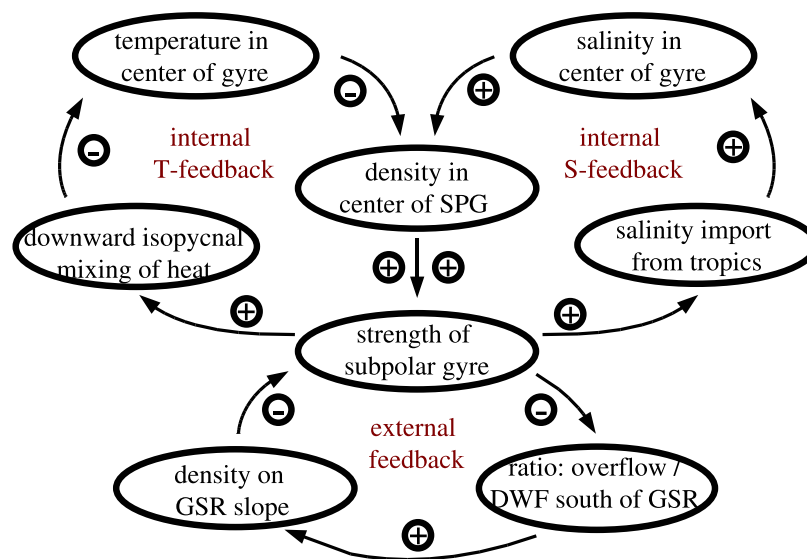 temperature in
center of gyre
salinity in
center of gyre
-
+
internal
T-feedback
internal
S-feedback
-
+
density in
center of SPG
downward isopycnal
mixing of heat
salinity import
from tropics
+ +
+
+
strength of
subpolar gyre
-
-
external
feedback
density on
GSR slope
ratio: overflow /
DWF south of GSR
+